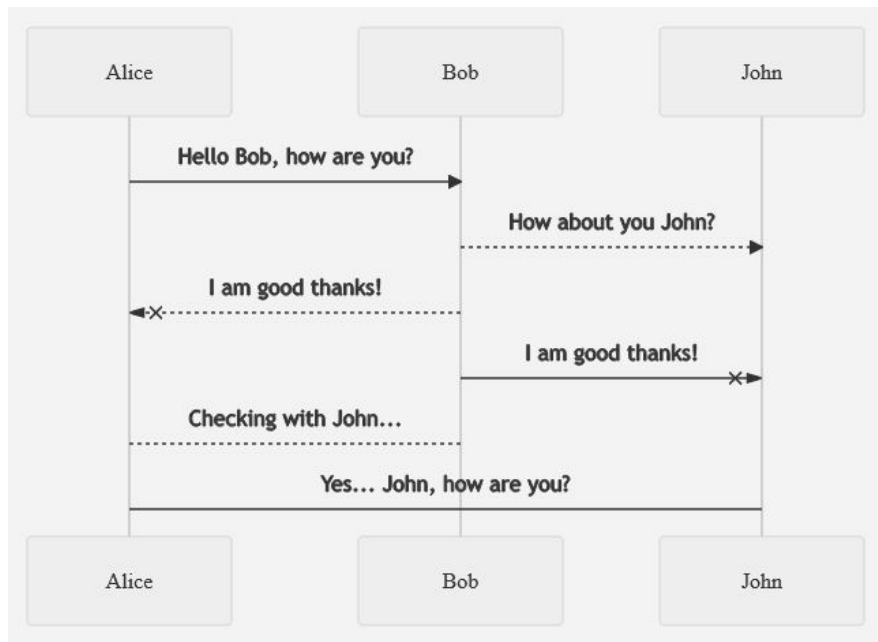 Alice
Bob
John
Hello Bob, how are you?
How about you John?
I am good thanks!
I am good thanks!
Checking with John...
Yes... John, how are you?
Alice
Bob
John